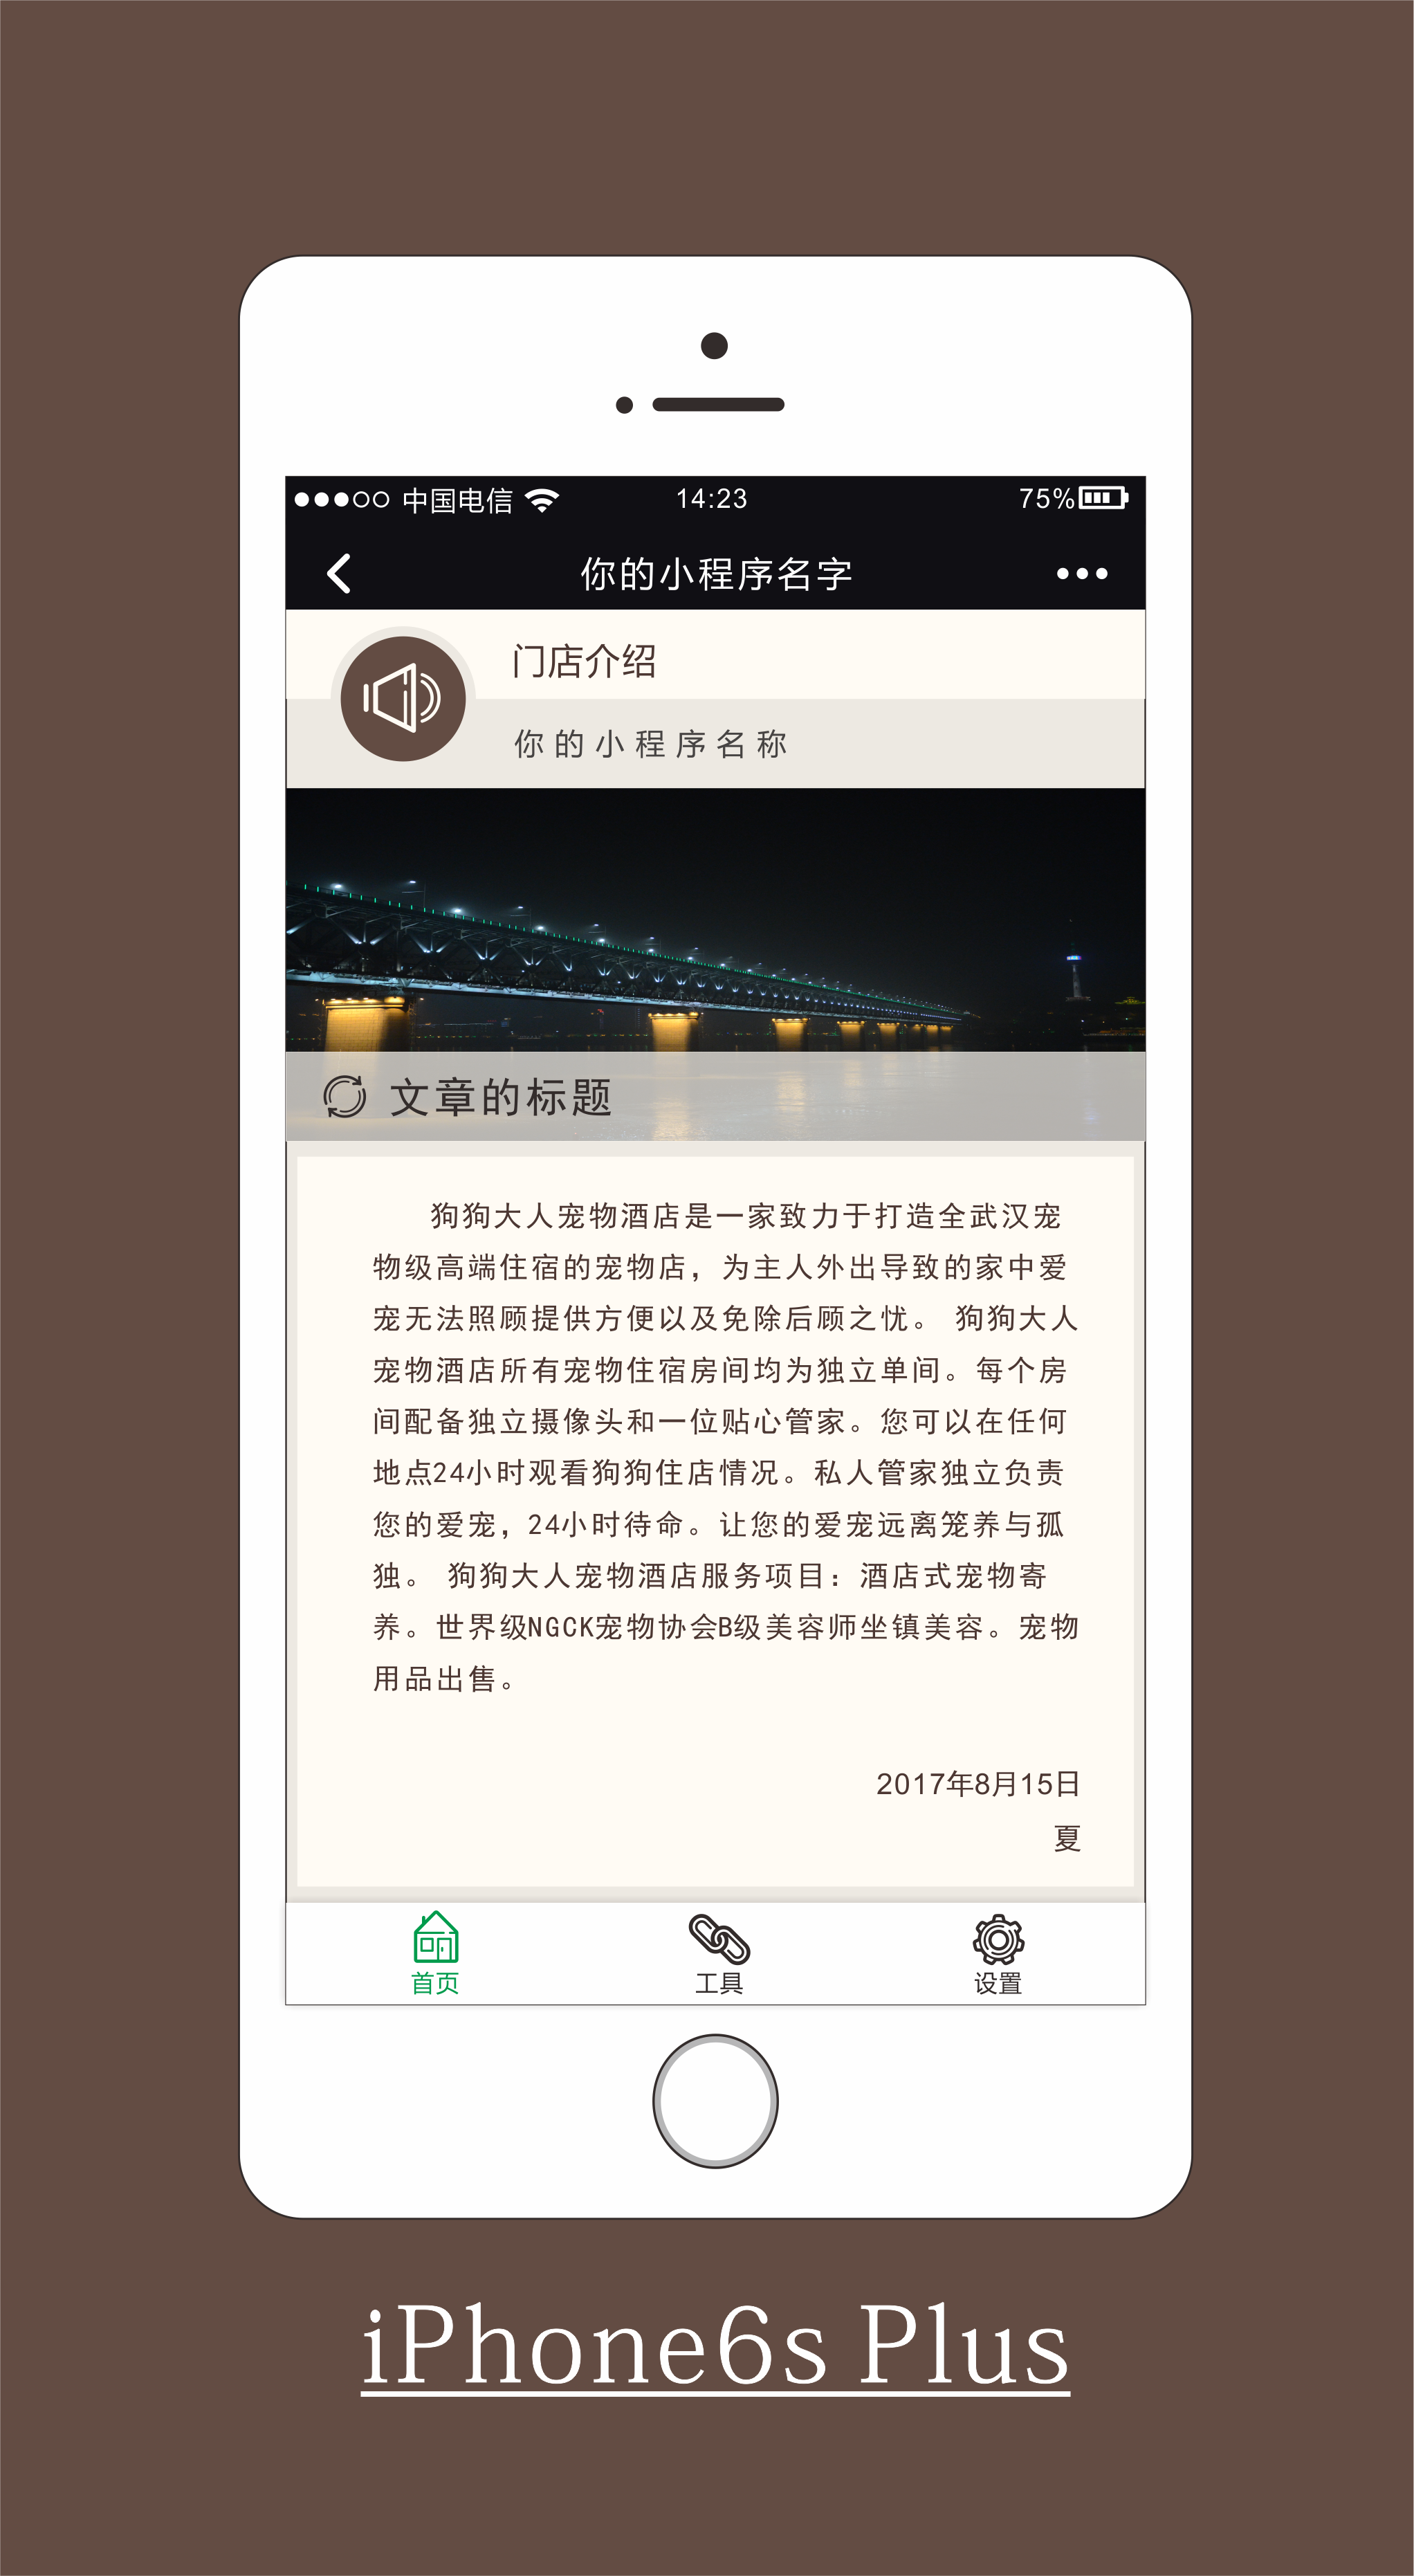 中国电信 14:23 75%
你的小程序名字
门店介绍
你的小程序名称
文章的标题
狗狗大人宠物酒店是一家致力于打造全武汉宠
物级高端住宿的宠物店，为主人外出导致的家中爱
宠无法照顾提供方便以及免除后顾之忧。 狗狗大人
宠物酒店所有宠物住宿房间均为独立单间。每个房
间配备独立摄像头和一位贴心管家。您可以在任何
地点24小时观看狗狗住店情况。私人管家独立负责
您的爱宠，24小时待命。让您的爱宠远离笼养与孤
独。 狗狗大人宠物酒店服务项目：酒店式宠物寄
养。世界级NGCK宠物协会B级美容师坐镇美容。宠物
用品出售。
2017年8月15日
夏
首页 工具 设置
iPhone6s Plus